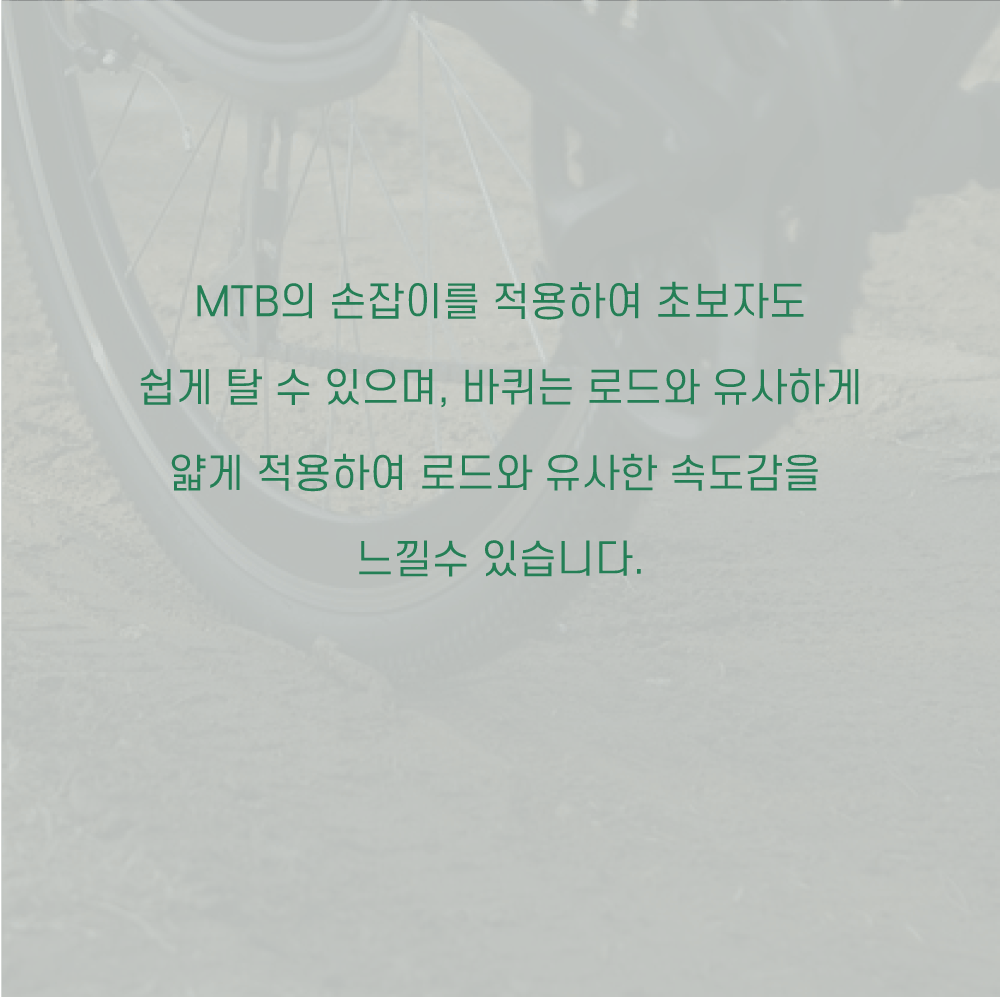 MTB의 손잡이를 적용하여 초보자도
쉽게 탈 수 있으며, 바퀴는 로드와 유사하게
얇게 적용하여 로드와 유사한 속도감을
느낄수 있습니다.